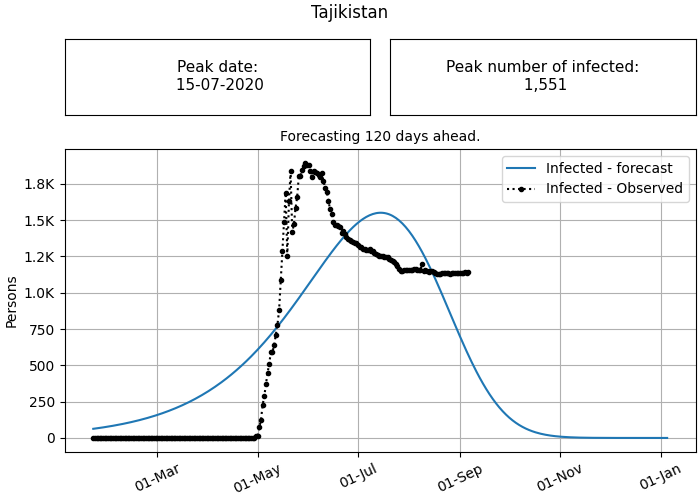 Tajikistan
Peak date:
15-07-2020
Peak number of infected:
1,551
Forecasting 120 days ahead.
Infected - forecast
Infected - Observed
1.8K
1.5K
1.2K
1.0K
750
500
250
0
Persons
01-Mar
01-May
01-Jul
01-Sep
01-Nov
01-Jan